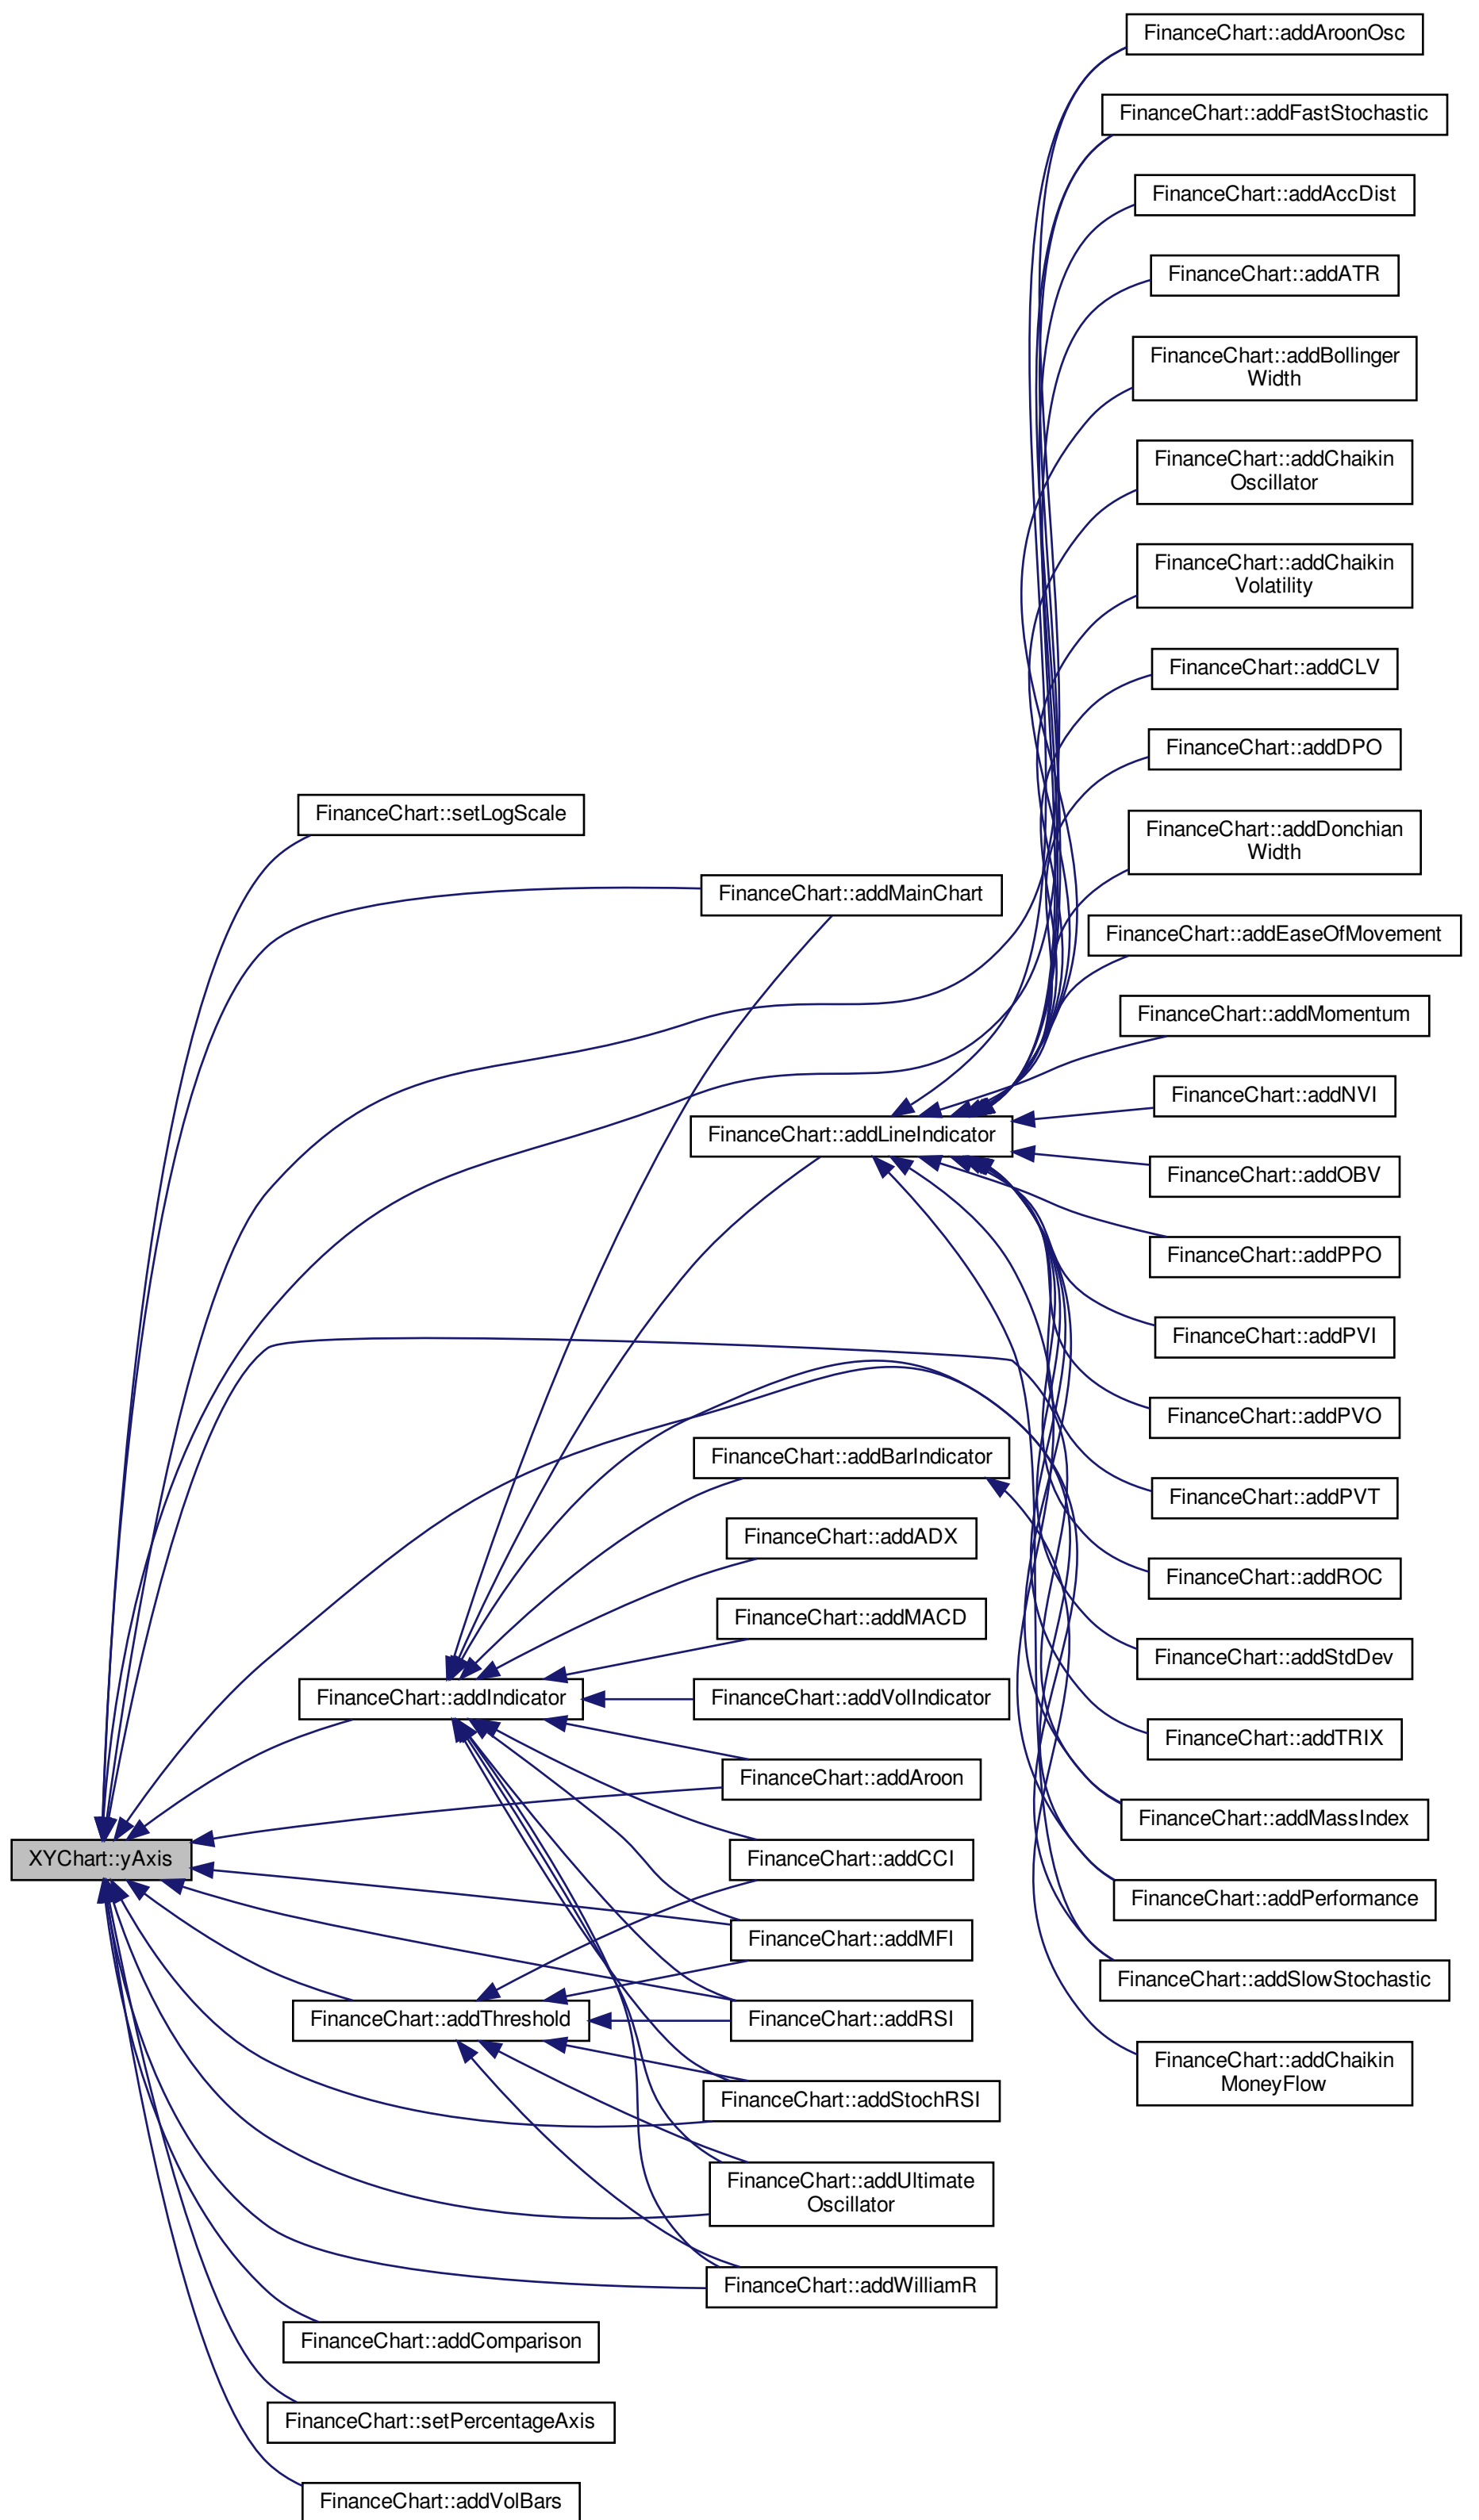 FinanceChart::addAroonOsc
FinanceChart::addFastStochastic
FinanceChart::addAccDist
FinanceChart::addATR
FinanceChart::addBollinger
Width
FinanceChart::addChaikin
Oscillator
FinanceChart::addChaikin
Volatility
FinanceChart::addCLV
FinanceChart::addDPO
FinanceChart::addDonchian
Width
FinanceChart::addEaseOfMovement
FinanceChart::addMomentum
FinanceChart::addNVI
FinanceChart::addOBV
FinanceChart::addPPO
FinanceChart::addPVI
FinanceChart::addPVO
FinanceChart::addPVT
FinanceChart::addROC
FinanceChart::addStdDev
FinanceChart::addTRIX
FinanceChart::addMassIndex
FinanceChart::addPerformance
FinanceChart::addSlowStochastic
FinanceChart::addChaikin
MoneyFlow
FinanceChart::setLogScale
FinanceChart::addMainChart
FinanceChart::addLineIndicator
FinanceChart::addBarIndicator
FinanceChart::addADX
FinanceChart::addMACD
FinanceChart::addIndicator
FinanceChart::addVolIndicator
FinanceChart::addAroon
XYChart::yAxis
FinanceChart::addCCI
FinanceChart::addMFI
FinanceChart::addThreshold
FinanceChart::addRSI
FinanceChart::addStochRSI
FinanceChart::addUltimate
Oscillator
FinanceChart::addWilliamR
FinanceChart::addComparison
FinanceChart::setPercentageAxis
FinanceChart::addVolBars